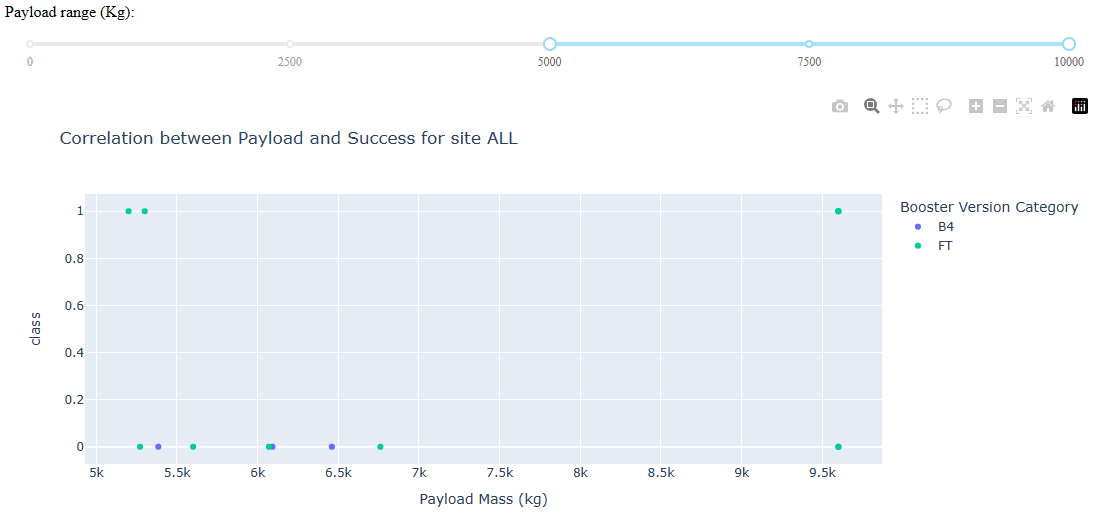 Payload range (Kg):
0 2500 5000 7500 10000
Correlation between Payload and Success for site ALL
Booster Version Category
B4
FT
1
0.8
0.6
0.4
0.2
0
class
5k 5.5k 6k 6.5k 7k 7.5k 8k 8.5k 9k 9.5k
Payload Mass (kg)